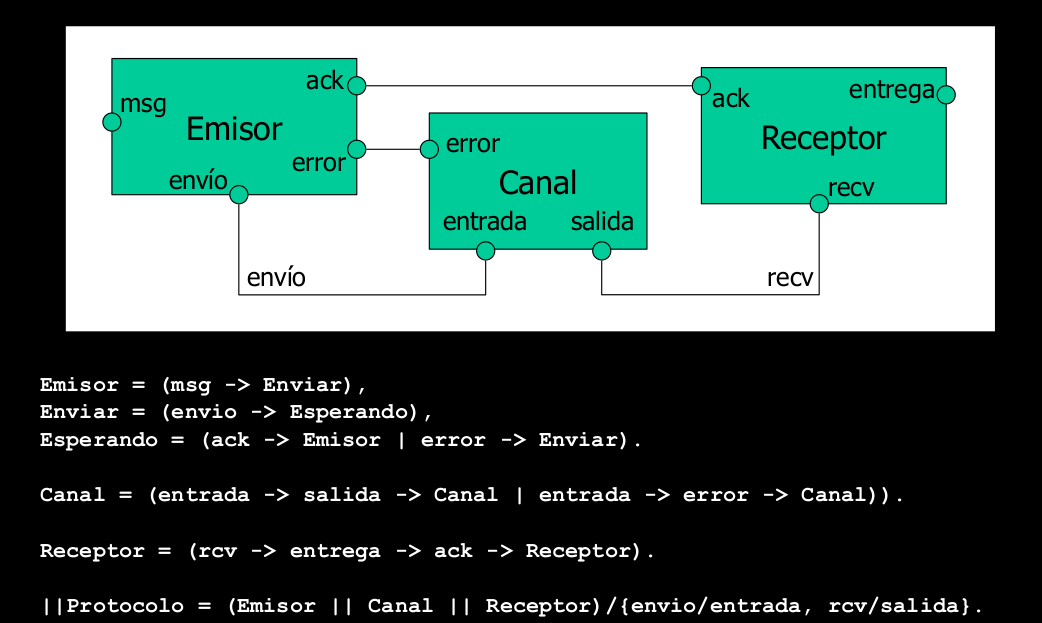 msg
Emisor
ack
error
envío
error
Canal
entrada
salida
ack
entrega
Receptor
recv
envío
recv
Emisor = (msg -> Enviar),
Enviar = (envio -> Esperando),
Esperando = (ack -> Emisor | error -> Enviar).
Canal = (entrada -> salida -> Canal | entrada -> error -> Canal)).
Receptor = (rcv -> entrega -> ack -> Receptor).
||Protocolo = (Emisor || Canal || Receptor)/{envio/entrada, rcv/salida}.